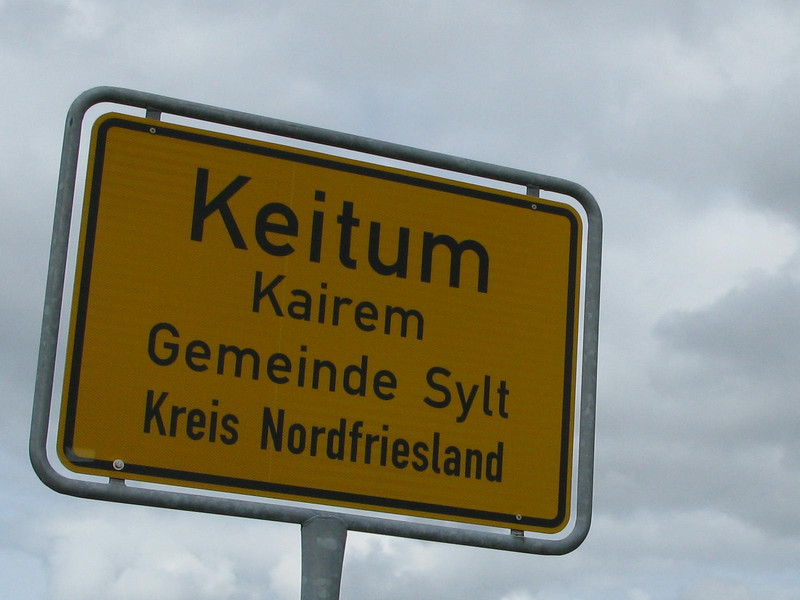 Keitum
Kairem
Gemeinde Sylt
Kreis Nordfriesland